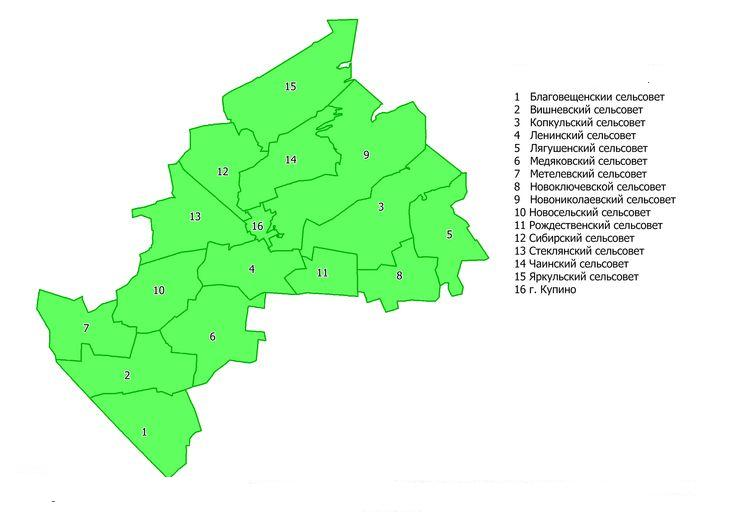 15
14
9
12
3
13
16
5
4
11
8
10
7
6
2
1
1 Благовещенскии сельсовет
2 Вишневский сельсовет
3 Копкульский сельсовет
4 Ленинский сельсовет
5 Лягушенский сельсовет
6 Медяковский сельсовет
7 Метелевский сельсовет
8 Новоключевской сельсовет
9 Новониколаевский сельсовет
10 Новосельский сельсовет
11 Рождественский сельсовет
12 Сибирский сельсовет
13 Стеклянский сельсовет
14 Чаинский сельсовет
15 Яркульский сельсовет
16 г. Купино